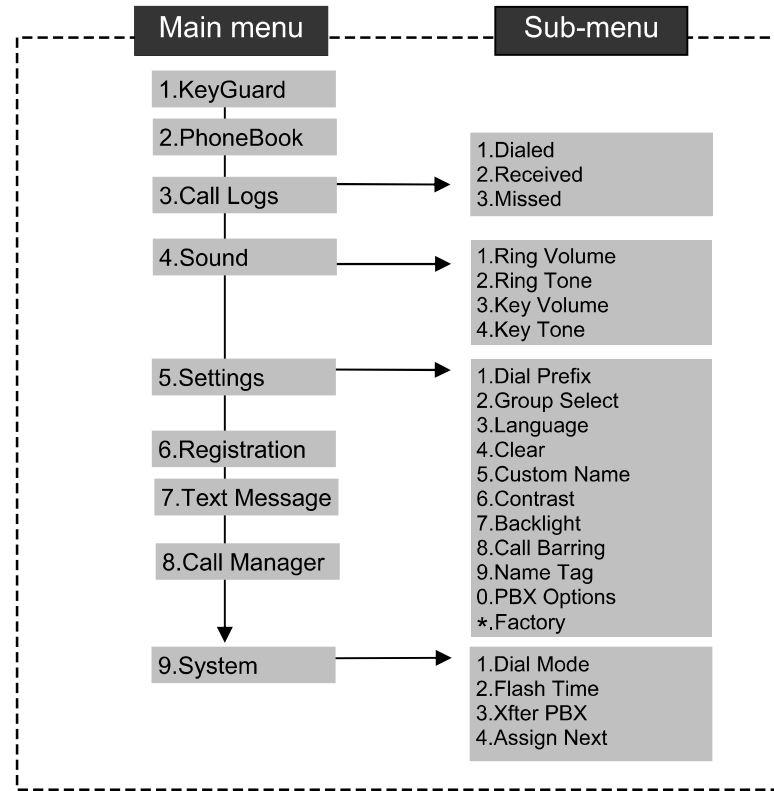 Main menu
Sub-menu
1.KeyGuard
2.PhoneBook
3.Call Logs
4.Sound
5.Settings
6.Registration
7.Text Message
8.Call Manager
9.System
1.Dialed
2.Received
3.Missed
1.Ring Volume
2.Ring Tone
3.Key Volume
4.Key Tone
1.Dial Prefix
2.Group Select
3.Language
4.Clear
5.Custom Name
6.Contrast
7.Backlight
8.Call Barring
9.Name Tag
0.PBX Options
*.Factory
1.Dial Mode
2.Flash Time
3.Xfter PBX
4.Assign Next